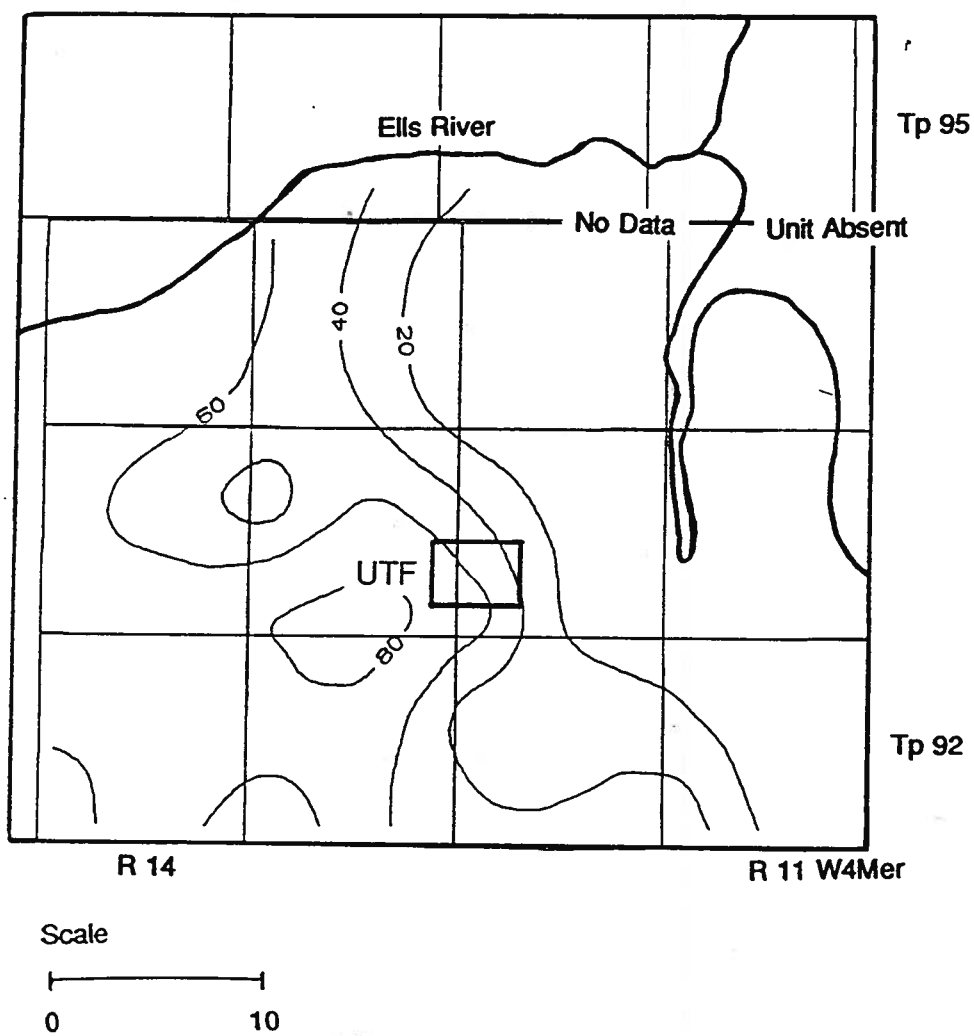 Tp 95
Ells River
No Data
Unit Absent
40
20
60
UTF
80
Tp 92
R 14
R 11 W4Mer
Scale
0 10